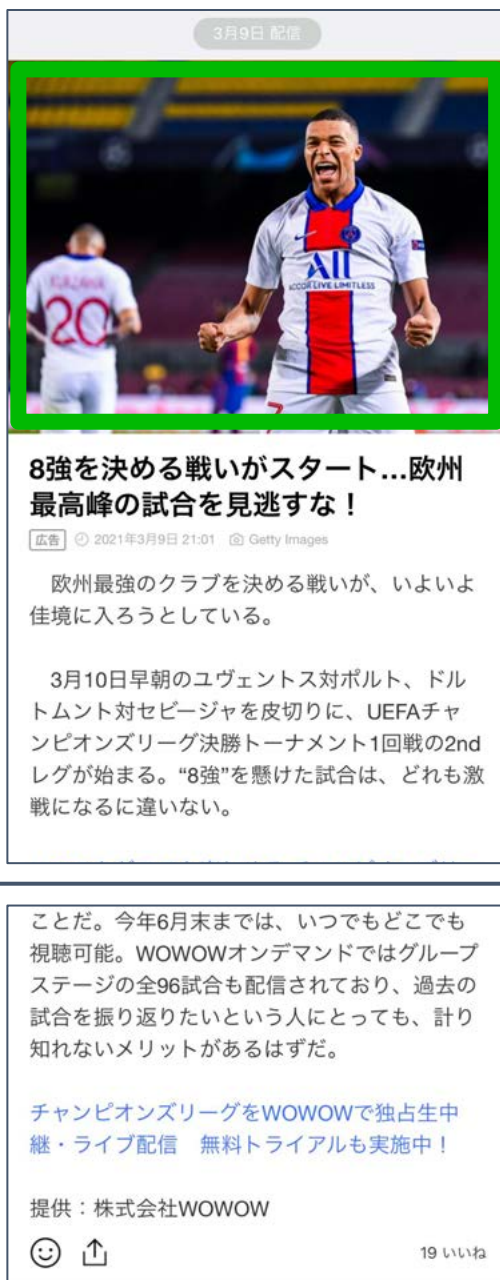 3月9日 配信
KURZAWA
20
ALL
ACCOR LIVE LIMITLESS
7
8強を決める戦いがスタート…欧州
最高峰の試合を見逃すな！
広告 2021年3月9日 21:01 Getty Images
欧州最強のクラブを決める戦いが、いよいよ
佳境に入ろうとしている。
3月10日早朝のユヴェントス対ポルト、ドル
トムント対セビージャを皮切りに、UEFAチャ
ンピオンズリーグ決勝トーナメント1回戦の2nd
レグが始まる。“8強”を懸けた試合は、どれも激
戦になるに違いない。
ことだ。今年6月末までは、いつでもどこでも
視聴可能。WOWOWオンデマンドではグループ
ステージの全96試合も配信されており、過去の
試合を振り返りたいという人にとっても、計り
知れないメリットがあるはずだ。
チャンピオンズリーグをWOWOWで独占生中
継・ライブ配信　無料トライアルも実施中！
提供：株式会社WOWOW
19 いいね